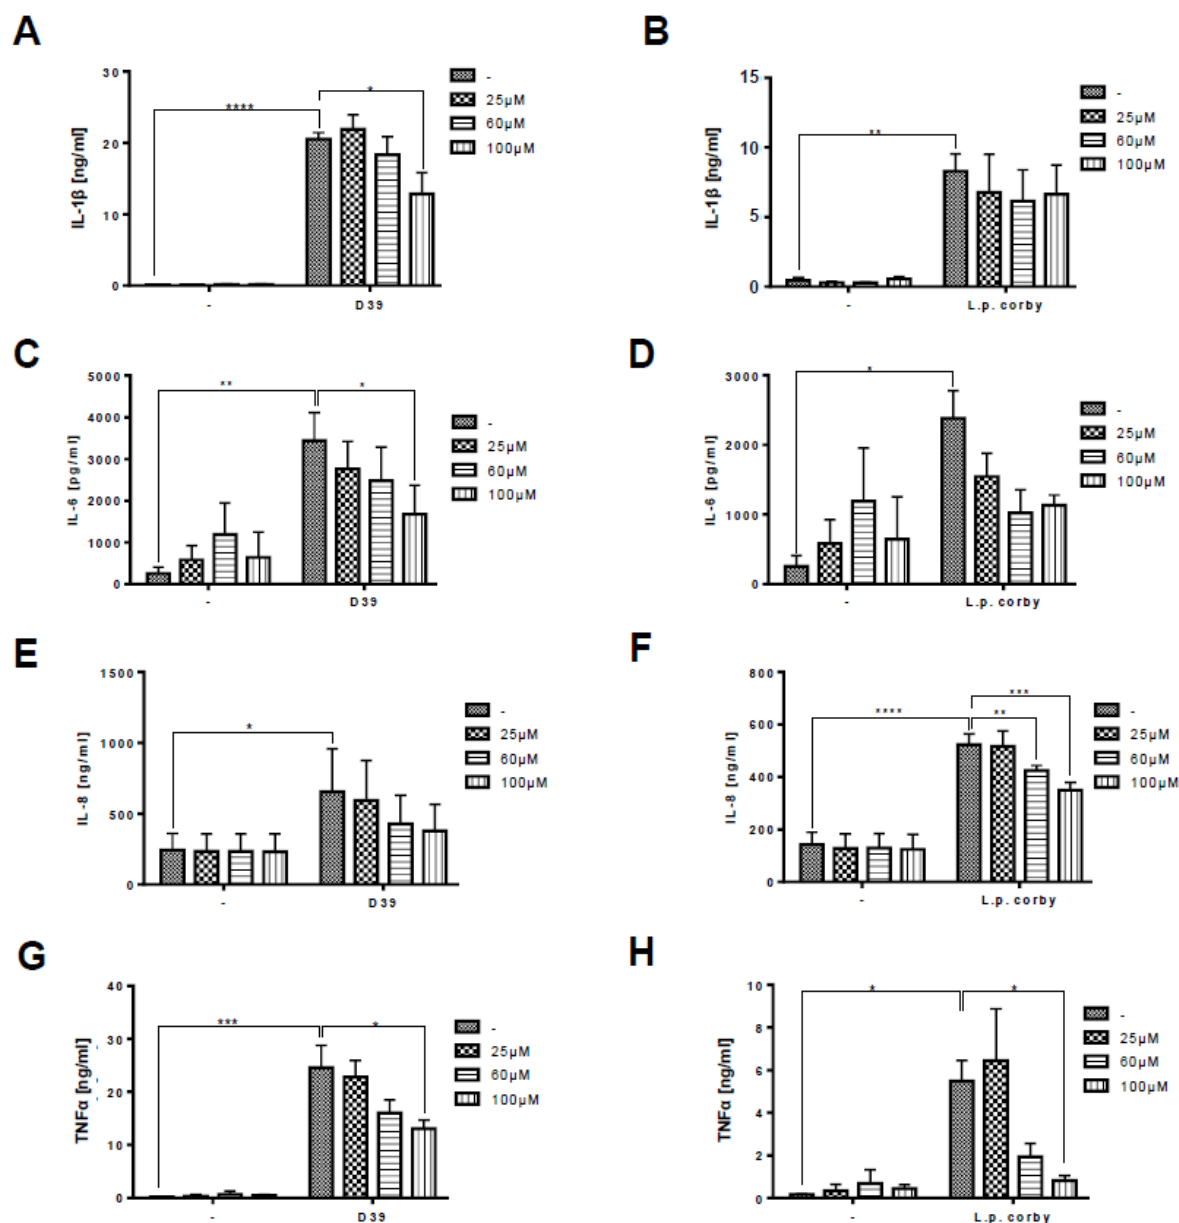 A
IL-1β [ng/ml]
30
20
10
0
****
*
-
25μM
60μM
100μM
-
D39
B
IL-1β [ng/ml]
15
10
5
0
**
-
25μM
60μM
100μM
-
L.p. corby
C
IL-6 [pg/ml]
5000
4000
3000
2000
1000
0
**
*
-
25μM
60μM
100μM
-
D39
D
IL-6 [pg/ml]
3000
2000
1000
0
*
-
25μM
60μM
100μM
-
L.p. corby
E
IL-8 [ng/ml]
1500
1000
500
0
*
-
25μM
60μM
100μM
-
D39
F
IL-8 [ng/ml]
800
600
400
200
0
****
***
**
-
25μM
60μM
100μM
-
L.p. corby
G
TNFα [ng/ml]
40
30
20
10
0
***
*
-
25μM
60μM
100μM
-
D39
H
TNFα [ng/ml]
10
8
6
4
2
0
*
*
-
25μM
60μM
100μM
-
L.p. corby